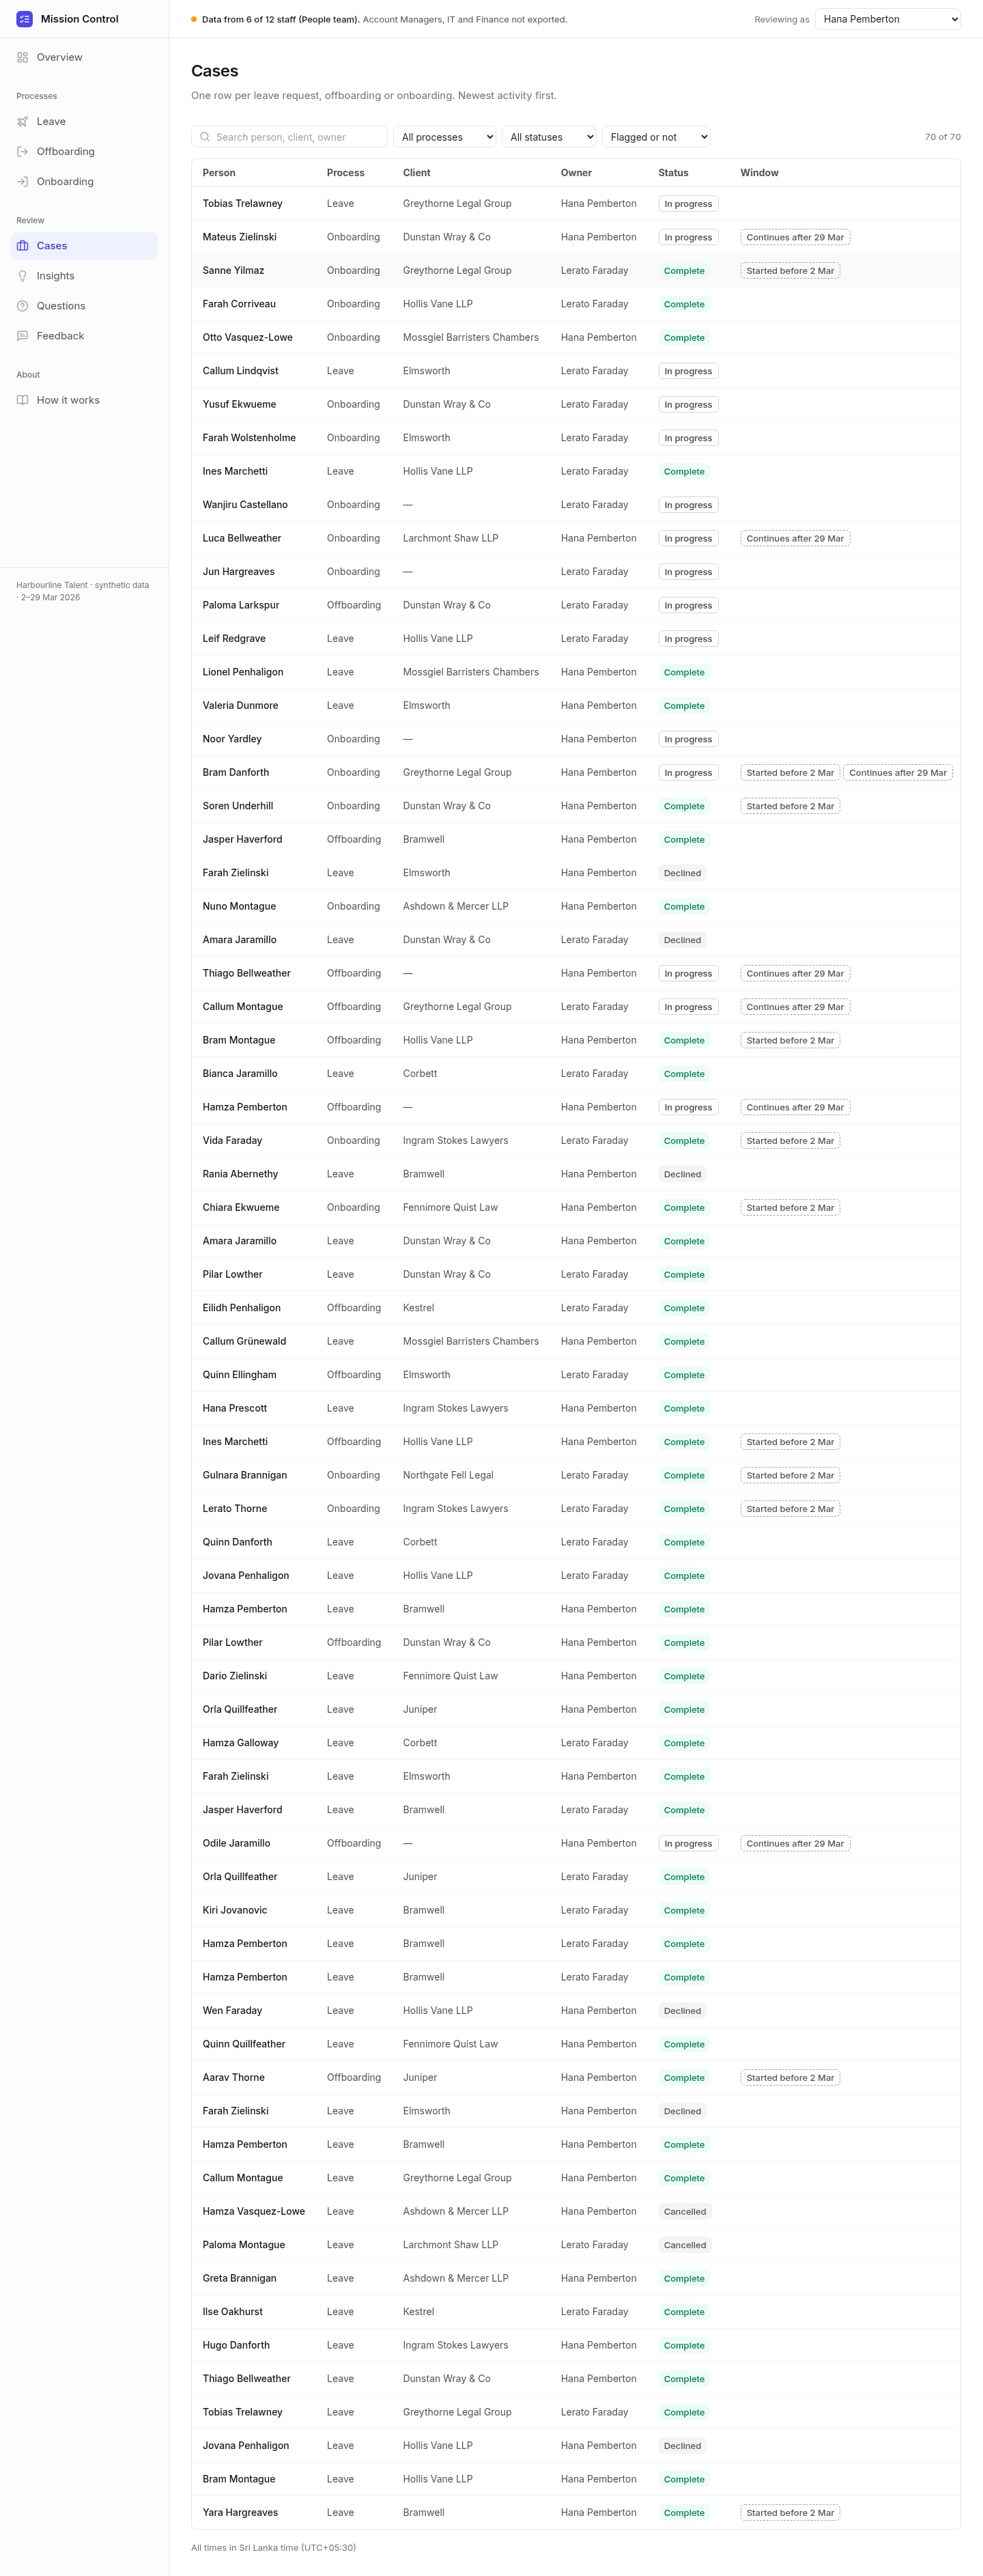 Mission Control
Data from 6 of 12 staff (People team). Account Managers, IT and Finance not exported.
Reviewing as
Hana Pemberton
Overview
Processes
Leave
Offboarding
Onboarding
Review
Cases
Insights
Questions
Feedback
About
How it works
Harbourline Talent · synthetic data
· 2–29 Mar 2026
Cases
One row per leave request, offboarding or onboarding. Newest activity first.
Search person, client, owner
All processes
All statuses
Flagged or not
70 of 70
Person Process Client Owner Status Window
Tobias Trelawney Leave Greythorne Legal Group Hana Pemberton In progress
Mateus Zielinski Onboarding Dunstan Wray & Co Hana Pemberton In progress Continues after 29 Mar
Sanne Yilmaz Onboarding Greythorne Legal Group Lerato Faraday Complete Started before 2 Mar
Farah Corriveau Onboarding Hollis Vane LLP Lerato Faraday Complete
Otto Vasquez-Lowe Onboarding Mossgiel Barristers Chambers Hana Pemberton Complete
Callum Lindqvist Leave Elmsworth Lerato Faraday In progress
Yusuf Ekwueme Onboarding Dunstan Wray & Co Lerato Faraday In progress
Farah Wolstenholme Onboarding Elmsworth Lerato Faraday In progress
Ines Marchetti Leave Hollis Vane LLP Lerato Faraday Complete
Wanjiru Castellano Onboarding — Lerato Faraday In progress
Luca Bellweather Onboarding Larchmont Shaw LLP Hana Pemberton In progress Continues after 29 Mar
Jun Hargreaves Onboarding — Lerato Faraday In progress
Paloma Larkspur Offboarding Dunstan Wray & Co Lerato Faraday In progress
Leif Redgrave Leave Hollis Vane LLP Lerato Faraday In progress
Lionel Penhaligon Leave Mossgiel Barristers Chambers Hana Pemberton Complete
Valeria Dunmore Leave Elmsworth Hana Pemberton Complete
Noor Yardley Onboarding — Hana Pemberton In progress
Bram Danforth Onboarding Greythorne Legal Group Hana Pemberton In progress Started before 2 Mar Continues after 29 Mar
Soren Underhill Onboarding Dunstan Wray & Co Hana Pemberton Complete Started before 2 Mar
Jasper Haverford Offboarding Bramwell Hana Pemberton Complete
Farah Zielinski Leave Elmsworth Hana Pemberton Declined
Nuno Montague Onboarding Ashdown & Mercer LLP Hana Pemberton Complete
Amara Jaramillo Leave Dunstan Wray & Co Lerato Faraday Declined
Thiago Bellweather Offboarding — Hana Pemberton In progress Continues after 29 Mar
Callum Montague Offboarding Greythorne Legal Group Lerato Faraday In progress Continues after 29 Mar
Bram Montague Offboarding Hollis Vane LLP Hana Pemberton Complete Started before 2 Mar
Bianca Jaramillo Leave Corbett Lerato Faraday Complete
Hamza Pemberton Offboarding — Hana Pemberton In progress Continues after 29 Mar
Vida Faraday Onboarding Ingram Stokes Lawyers Lerato Faraday Complete Started before 2 Mar
Rania Abernethy Leave Bramwell Hana Pemberton Declined
Chiara Ekwueme Onboarding Fennimore Quist Law Hana Pemberton Complete Started before 2 Mar
Amara Jaramillo Leave Dunstan Wray & Co Hana Pemberton Complete
Pilar Lowther Leave Dunstan Wray & Co Lerato Faraday Complete
Eilidh Penhaligon Offboarding Kestrel Lerato Faraday Complete
Callum Grünewald Leave Mossgiel Barristers Chambers Lerato Faraday Complete
Quinn Ellingham Offboarding Elmsworth Lerato Faraday Complete
Hana Prescott Leave Ingram Stokes Lawyers Hana Pemberton Complete
Ines Marchetti Offboarding Hollis Vane LLP Hana Pemberton Complete Started before 2 Mar
Gulnara Brannigan Onboarding Northgate Fell Legal Lerato Faraday Complete Started before 2 Mar
Lerato Thorne Onboarding Ingram Stokes Lawyers Lerato Faraday Complete Started before 2 Mar
Quinn Danforth Leave Corbett Lerato Faraday Complete
Jovana Penhaligon Leave Hollis Vane LLP Lerato Faraday Complete
Hamza Pemberton Leave Bramwell Hana Pemberton Complete
Pilar Lowther Offboarding Dunstan Wray & Co Hana Pemberton Complete
Dario Zielinski Leave Fennimore Quist Law Hana Pemberton Complete
Orla Quillfeather Leave Juniper Hana Pemberton Complete
Hamza Galloway Leave Corbett Lerato Faraday Complete
Farah Zielinski Leave Elmsworth Hana Pemberton Complete
Jasper Haverford Leave Bramwell Lerato Faraday Complete
Odile Jaramillo Offboarding — Hana Pemberton In progress Continues after 29 Mar
Orla Quillfeather Leave Juniper Lerato Faraday Complete
Kiri Jovanovic Leave Bramwell Lerato Faraday Complete
Hamza Pemberton Leave Bramwell Lerato Faraday Complete
Hamza Pemberton Leave Bramwell Lerato Faraday Complete
Wen Faraday Leave Hollis Vane LLP Hana Pemberton Declined
Quinn Quillfeather Leave Fennimore Quist Law Hana Pemberton Complete
Aarav Thorne Offboarding Juniper Hana Pemberton Complete Started before 2 Mar
Farah Zielinski Leave Elmsworth Hana Pemberton Declined
Hamza Pemberton Leave Bramwell Hana Pemberton Complete
Callum Montague Leave Greythorne Legal Group Hana Pemberton Complete
Hamza Vasquez-Lowe Leave Ashdown & Mercer LLP Hana Pemberton Cancelled
Paloma Montague Leave Larchmont Shaw LLP Lerato Faraday Cancelled
Greta Brannigan Leave Ashdown & Mercer LLP Hana Pemberton Complete
Ilse Oakhurst Leave Kestrel Lerato Faraday Complete
Hugo Danforth Leave Ingram Stokes Lawyers Hana Pemberton Complete
Thiago Bellweather Leave Dunstan Wray & Co Hana Pemberton Complete
Tobias Trelawney Leave Greythorne Legal Group Lerato Faraday Complete
Jovana Penhaligon Leave Hollis Vane LLP Hana Pemberton Declined
Bram Montague Leave Hollis Vane LLP Hana Pemberton Complete
Yara Hargreaves Leave Bramwell Hana Pemberton Complete Started before 2 Mar
All times in Sri Lanka time (UTC+05:30)